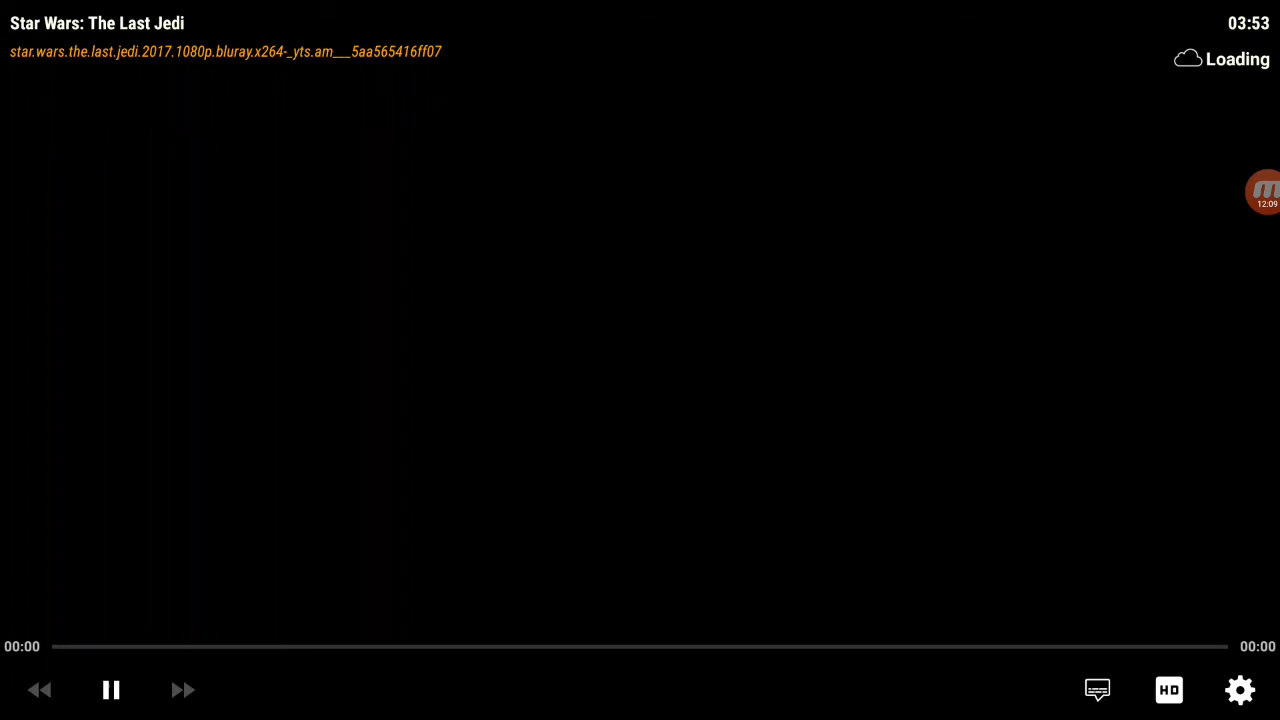 Star Wars: The Last Jedi
03:53
star.wars.the.last.jedi.2017.1080p.bluray.x264-_yts.am___5aa565416ff07
Loading
12:09
00:00
00:00
HD